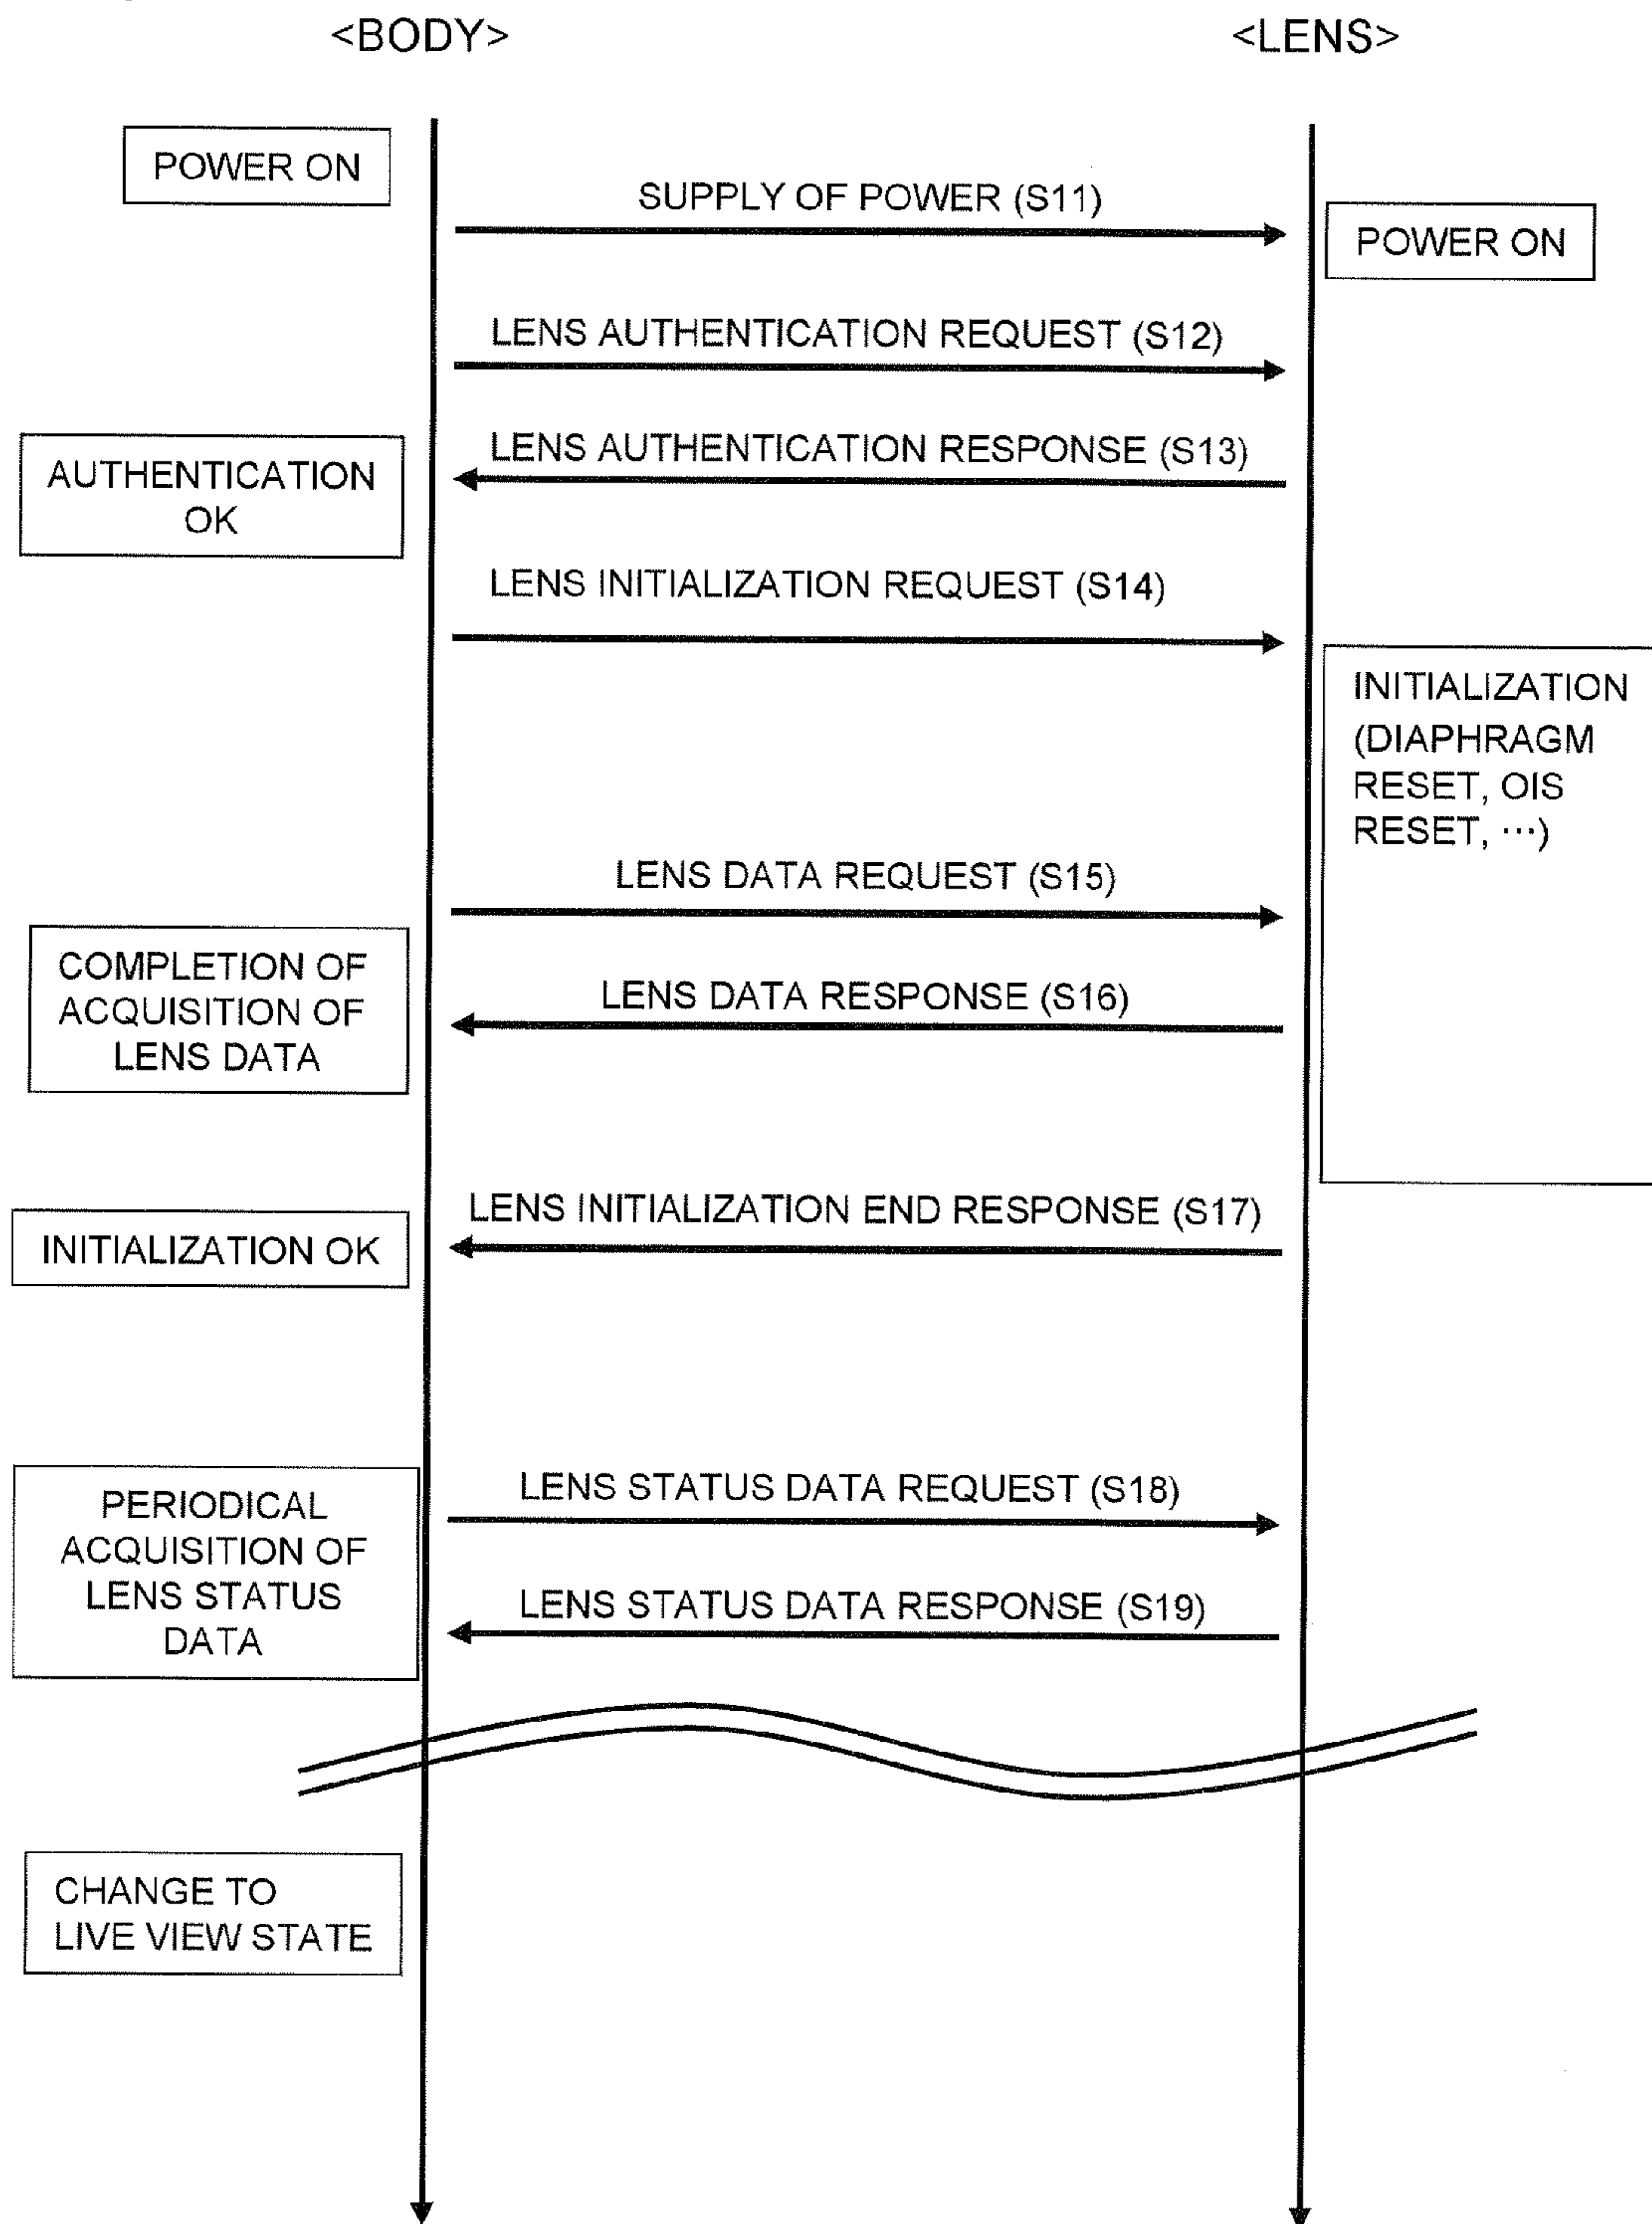 <BODY>
<LENS>
POWER ON
SUPPLY OF POWER (S11)
POWER ON
LENS AUTHENTICATION REQUEST (S12)
LENS AUTHENTICATION RESPONSE (S13)
AUTHENTICATION
OK
LENS INITIALIZATION REQUEST (S14)
INITIALIZATION
(DIAPHRAGM
RESET, OIS
RESET, ···)
LENS DATA REQUEST (S15)
COMPLETION OF
ACQUISITION OF
LENS DATA
LENS DATA RESPONSE (S16)
LENS INITIALIZATION END RESPONSE (S17)
INITIALIZATION OK
LENS STATUS DATA REQUEST (S18)
PERIODICAL
ACQUISITION OF
LENS STATUS
DATA
LENS STATUS DATA RESPONSE (S19)
CHANGE TO
LIVE VIEW STATE